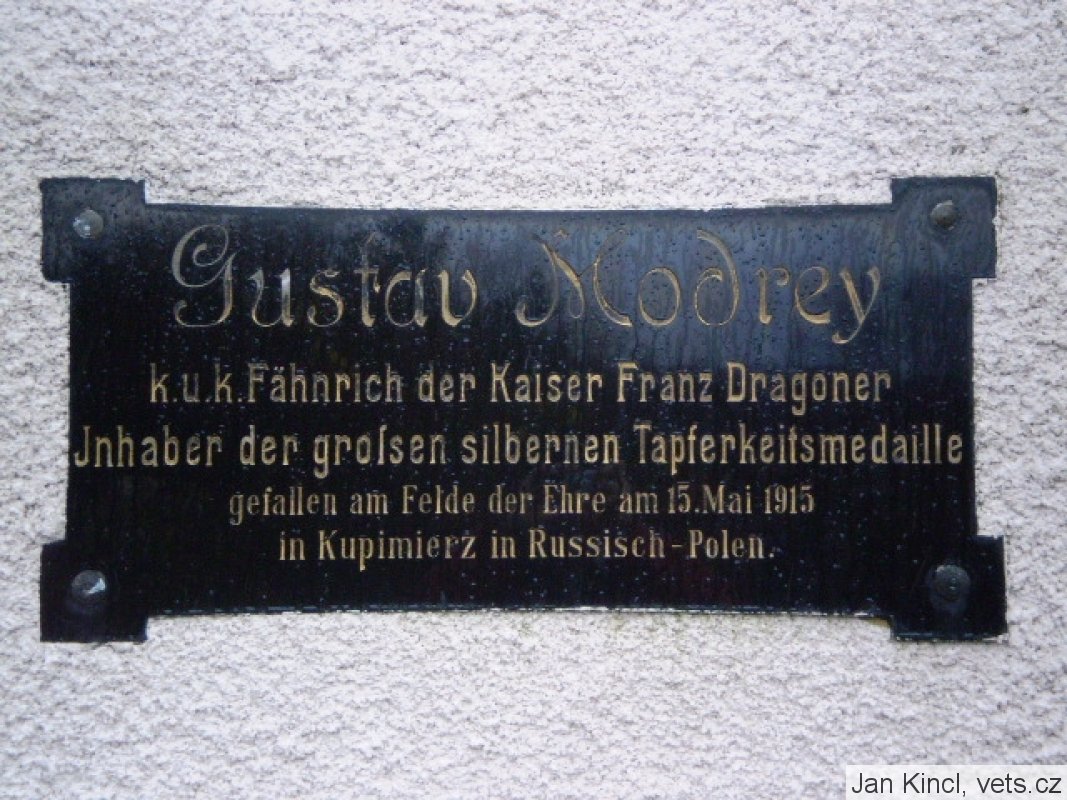 Gustav Modrey
k.u.k. Fähnrich der Kaiser Franz Dragoner
Jnhaber der groſsen silbernen Tapferkeitsmedaille
gefallen am Felde der Ehre am 15. Mai 1915
in Kupimierz in Russisch-Polen.
Jan Kincl, vets.cz